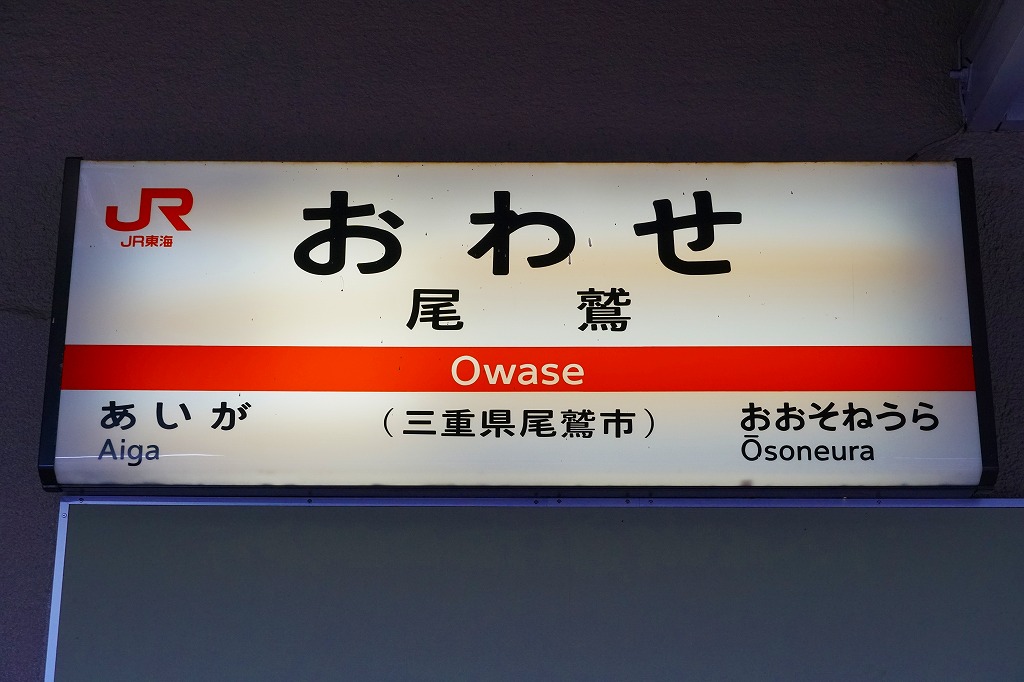 JR
JR東海
おわせ
尾鷲
Owase
あいが
Aiga
（三重県尾鷲市）
おおそねうら
Ōsoneura